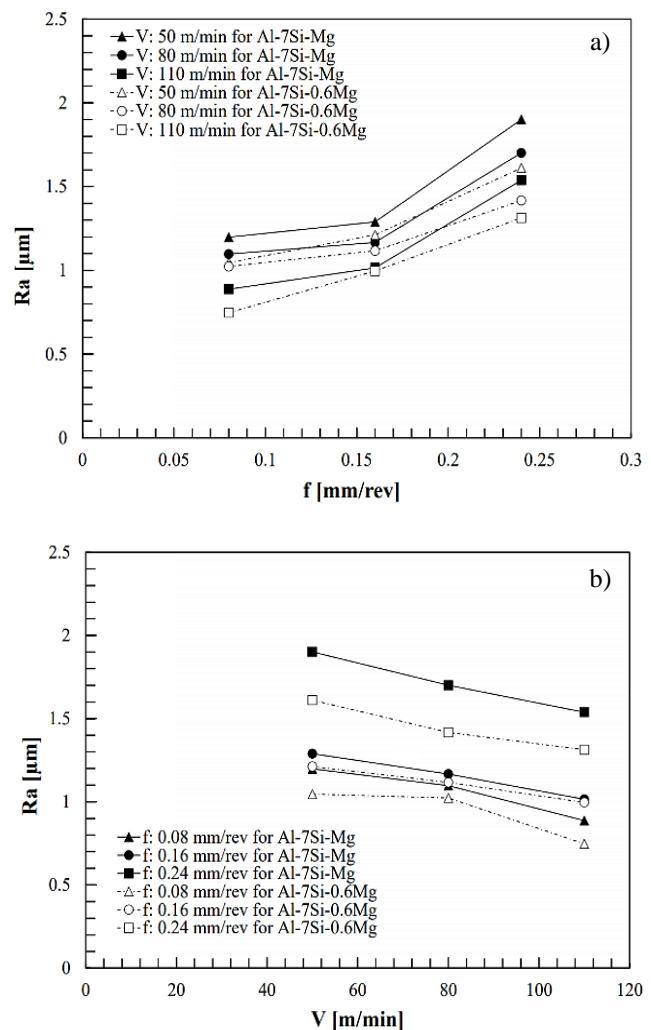 a)
V: 50 m/min for Al-7Si-Mg
V: 80 m/min for Al-7Si-Mg
V: 110 m/min for Al-7Si-Mg
V: 50 m/min for Al-7Si-0.6Mg
V: 80 m/min for Al-7Si-0.6Mg
V: 110 m/min for Al-7Si-0.6Mg
2.5
2
1.5
1
0.5
0
Ra [µm]
0 0.05 0.1 0.15 0.2 0.25 0.3
f [mm/rev]
b)
2.5
2
1.5
1
0.5
0
Ra [µm]
f: 0.08 mm/rev for Al-7Si-Mg
f: 0.16 mm/rev for Al-7Si-Mg
f: 0.24 mm/rev for Al-7Si-Mg
f: 0.08 mm/rev for Al-7Si-0.6Mg
f: 0.16 mm/rev for Al-7Si-0.6Mg
f: 0.24 mm/rev for Al-7Si-0.6Mg
0 20 40 60 80 100 120
V [m/min]